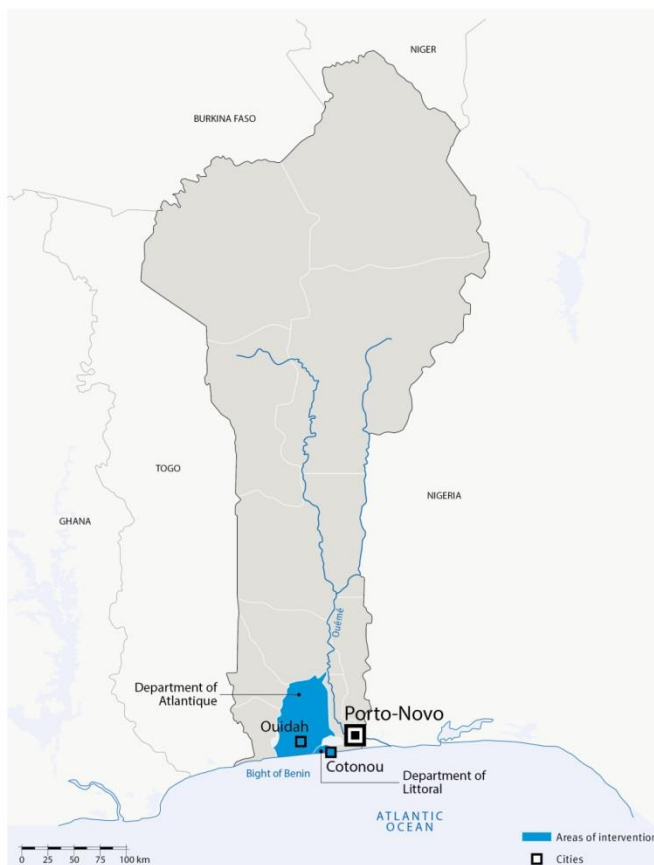 NIGER
BURKINA FASO
TOGO
NIGERIA
GHANA
Ouémé
Department of
Atlantique
Ouidah
Porto-Novo
Cotonou
Bight of Benin
Department of
Littoral
ATLANTIC
OCEAN
Areas of intervention
Cities
0 25 50 75 100 km